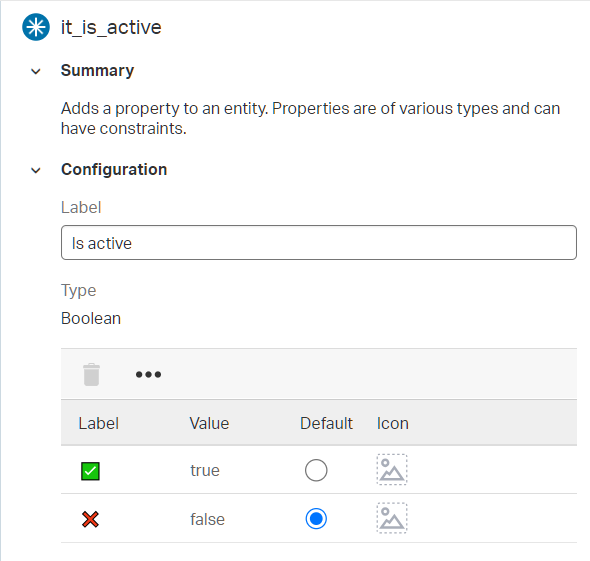 it_is_active
Summary
Adds a property to an entity. Properties are of various types and can
have constraints.
Configuration
Label
Is active
Type
Boolean
Label Value Default Icon
true
false